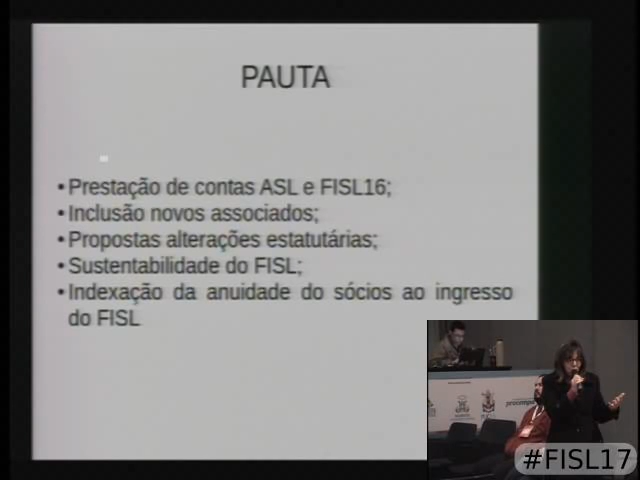 PAUTA
• Prestação de contas ASL e FISL16;
• Inclusão novos associados;
• Propostas alterações estatutárias;
• Sustentabilidade do FISL;
• Indexação da anuidade do sócios ao ingresso
do FISL
procempa
#FISL17